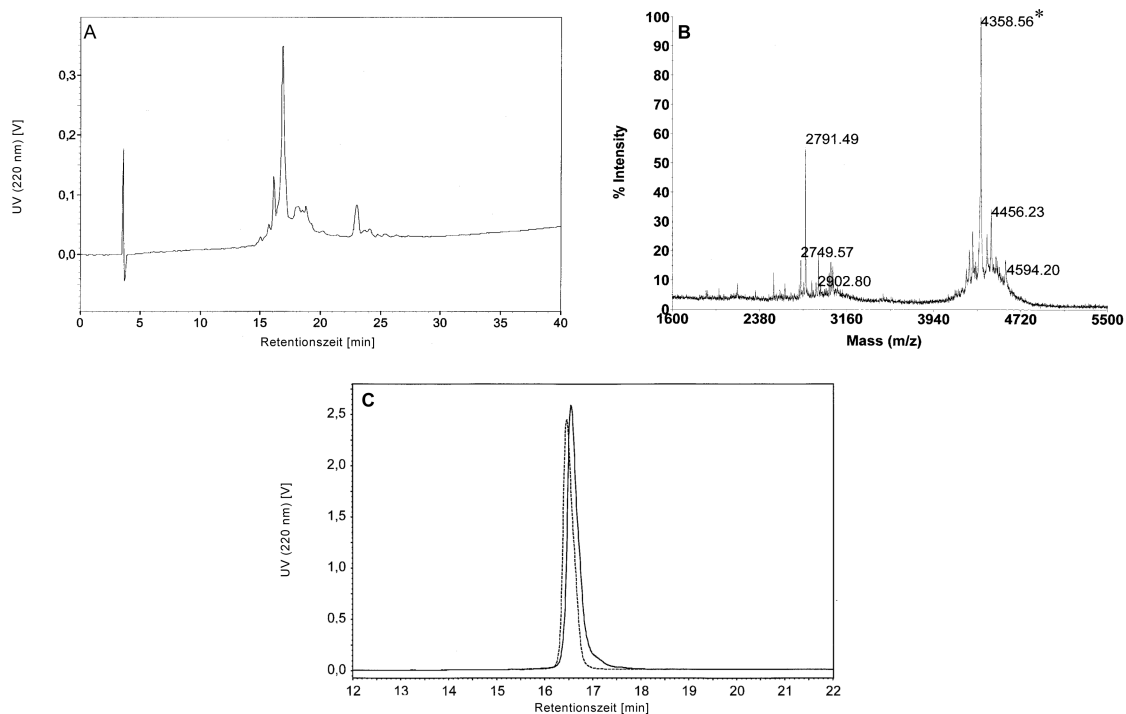 A
UV (220 nm) [V]
0,3
0,2
0,1
0,0
0 5 10 15 20 25 30 35 40
Retentionszeit [min]
B
% Intensity
100
90
80
70
60
50
40
30
20
10
0
4358.56*
2791.49
4456.23
2749.57
4594.20
2902.80
1600 2380 3160 3940 4720 5500
Mass (m/z)
C
UV (220 nm) [V]
2,5
2,0
1,5
1,0
0,5
0,0
12 13 14 15 16 17 18 19 20 21 22
Retentionszeit [min]